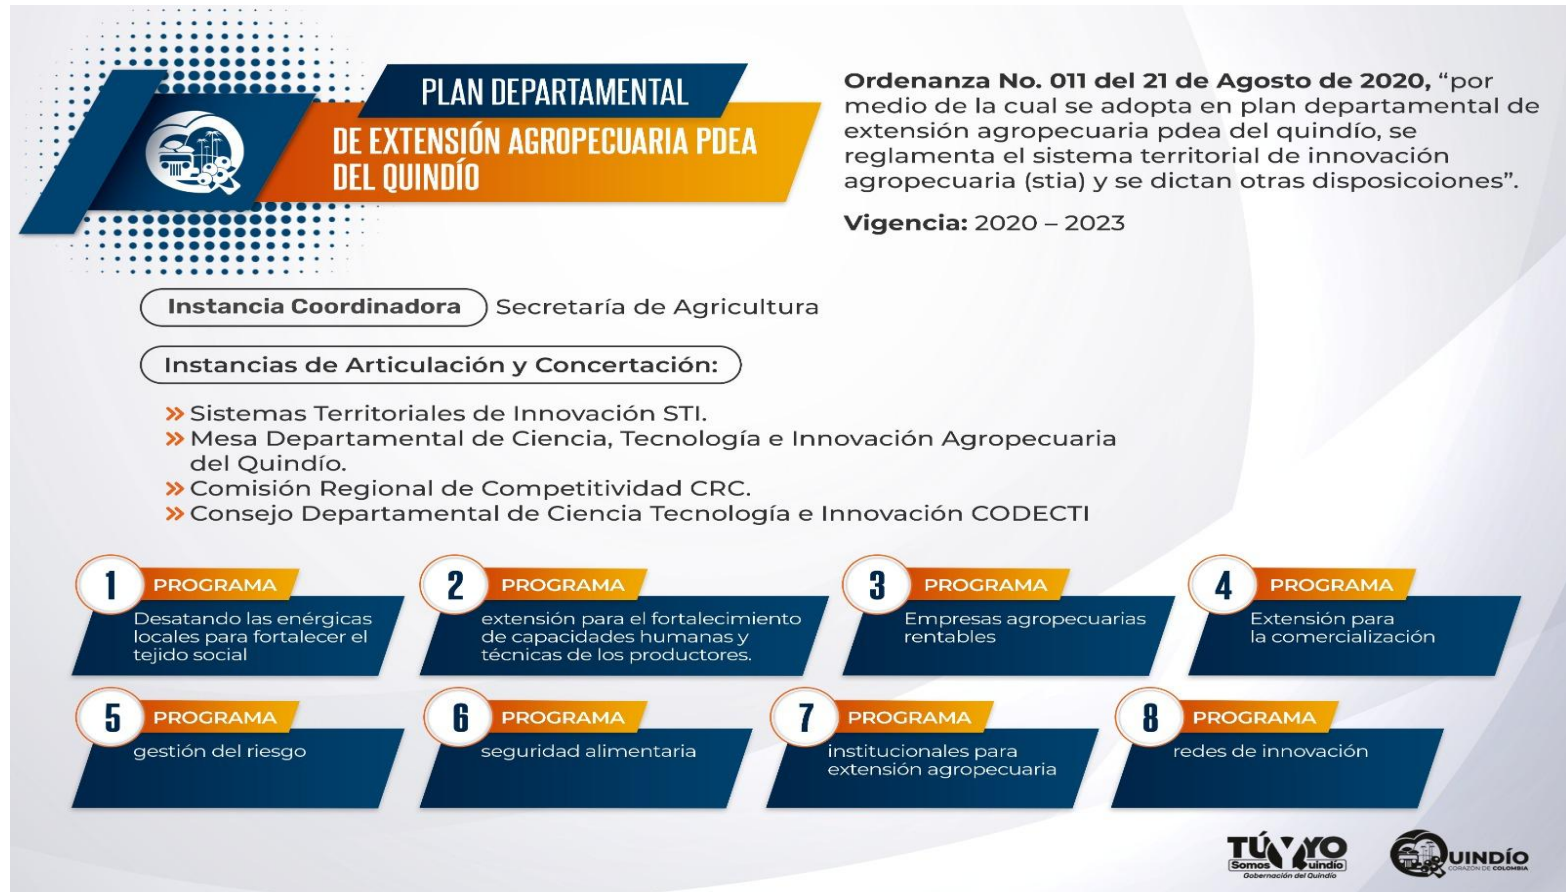 PLAN DEPARTAMENTAL
DE EXTENSIÓN AGROPECUARIA PDEA
DEL QUINDÍO
Ordenanza No. 011 del 21 de Agosto de 2020, “por
medio de la cual se adopta en plan departamental de
extensión agropecuaria pdea del quindío, se
reglamenta el sistema territorial de innovación
agropecuaria (stia) y se dictan otras disposicoiones”.
Vigencia: 2020 – 2023
Instancia Coordinadora Secretaría de Agricultura
Instancias de Articulación y Concertación:
Sistemas Territoriales de Innovación STI.
Mesa Departamental de Ciencia, Tecnología e Innovación Agropecuaria
del Quindío.
Comisión Regional de Competitividad CRC.
Consejo Departamental de Ciencia Tecnología e Innovación CODECTI
1 PROGRAMA
Desatando las enérgicas
locales para fortalecer el
tejido social
2 PROGRAMA
extensión para el fortalecimiento
de capacidades humanas y
técnicas de los productores.
3 PROGRAMA
Empresas agropecuarias
rentables
4 PROGRAMA
Extensión para
la comercialización
5 PROGRAMA
gestión del riesgo
6 PROGRAMA
seguridad alimentaria
7 PROGRAMA
institucionales para
extensión agropecuaria
8 PROGRAMA
redes de innovación
TÚ Y YO
Somos Quindío
Gobernación del Quindío
QUINDÍO
CORAZÓN DE COLOMBIA